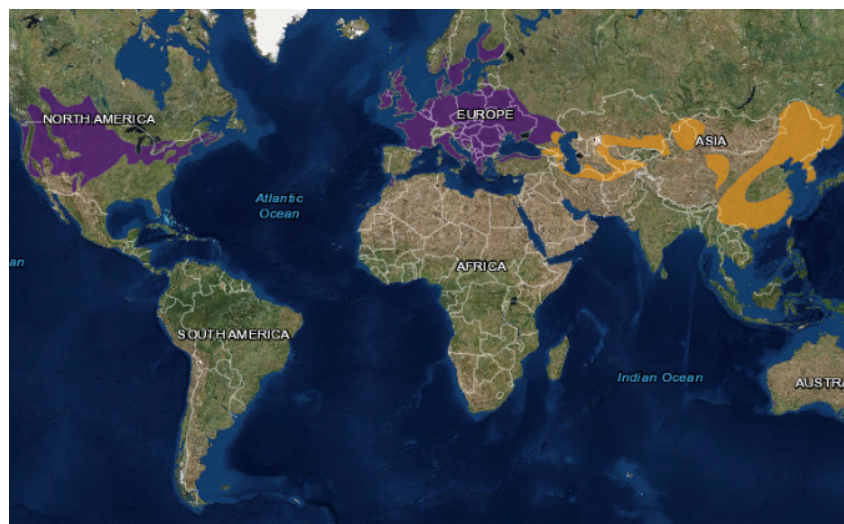 NORTH AMERICA
EUROPE
ASIA
Atlantic
Ocean
an
AFRICA
SOUTH AMERICA
Indian Ocean
AUSTRA